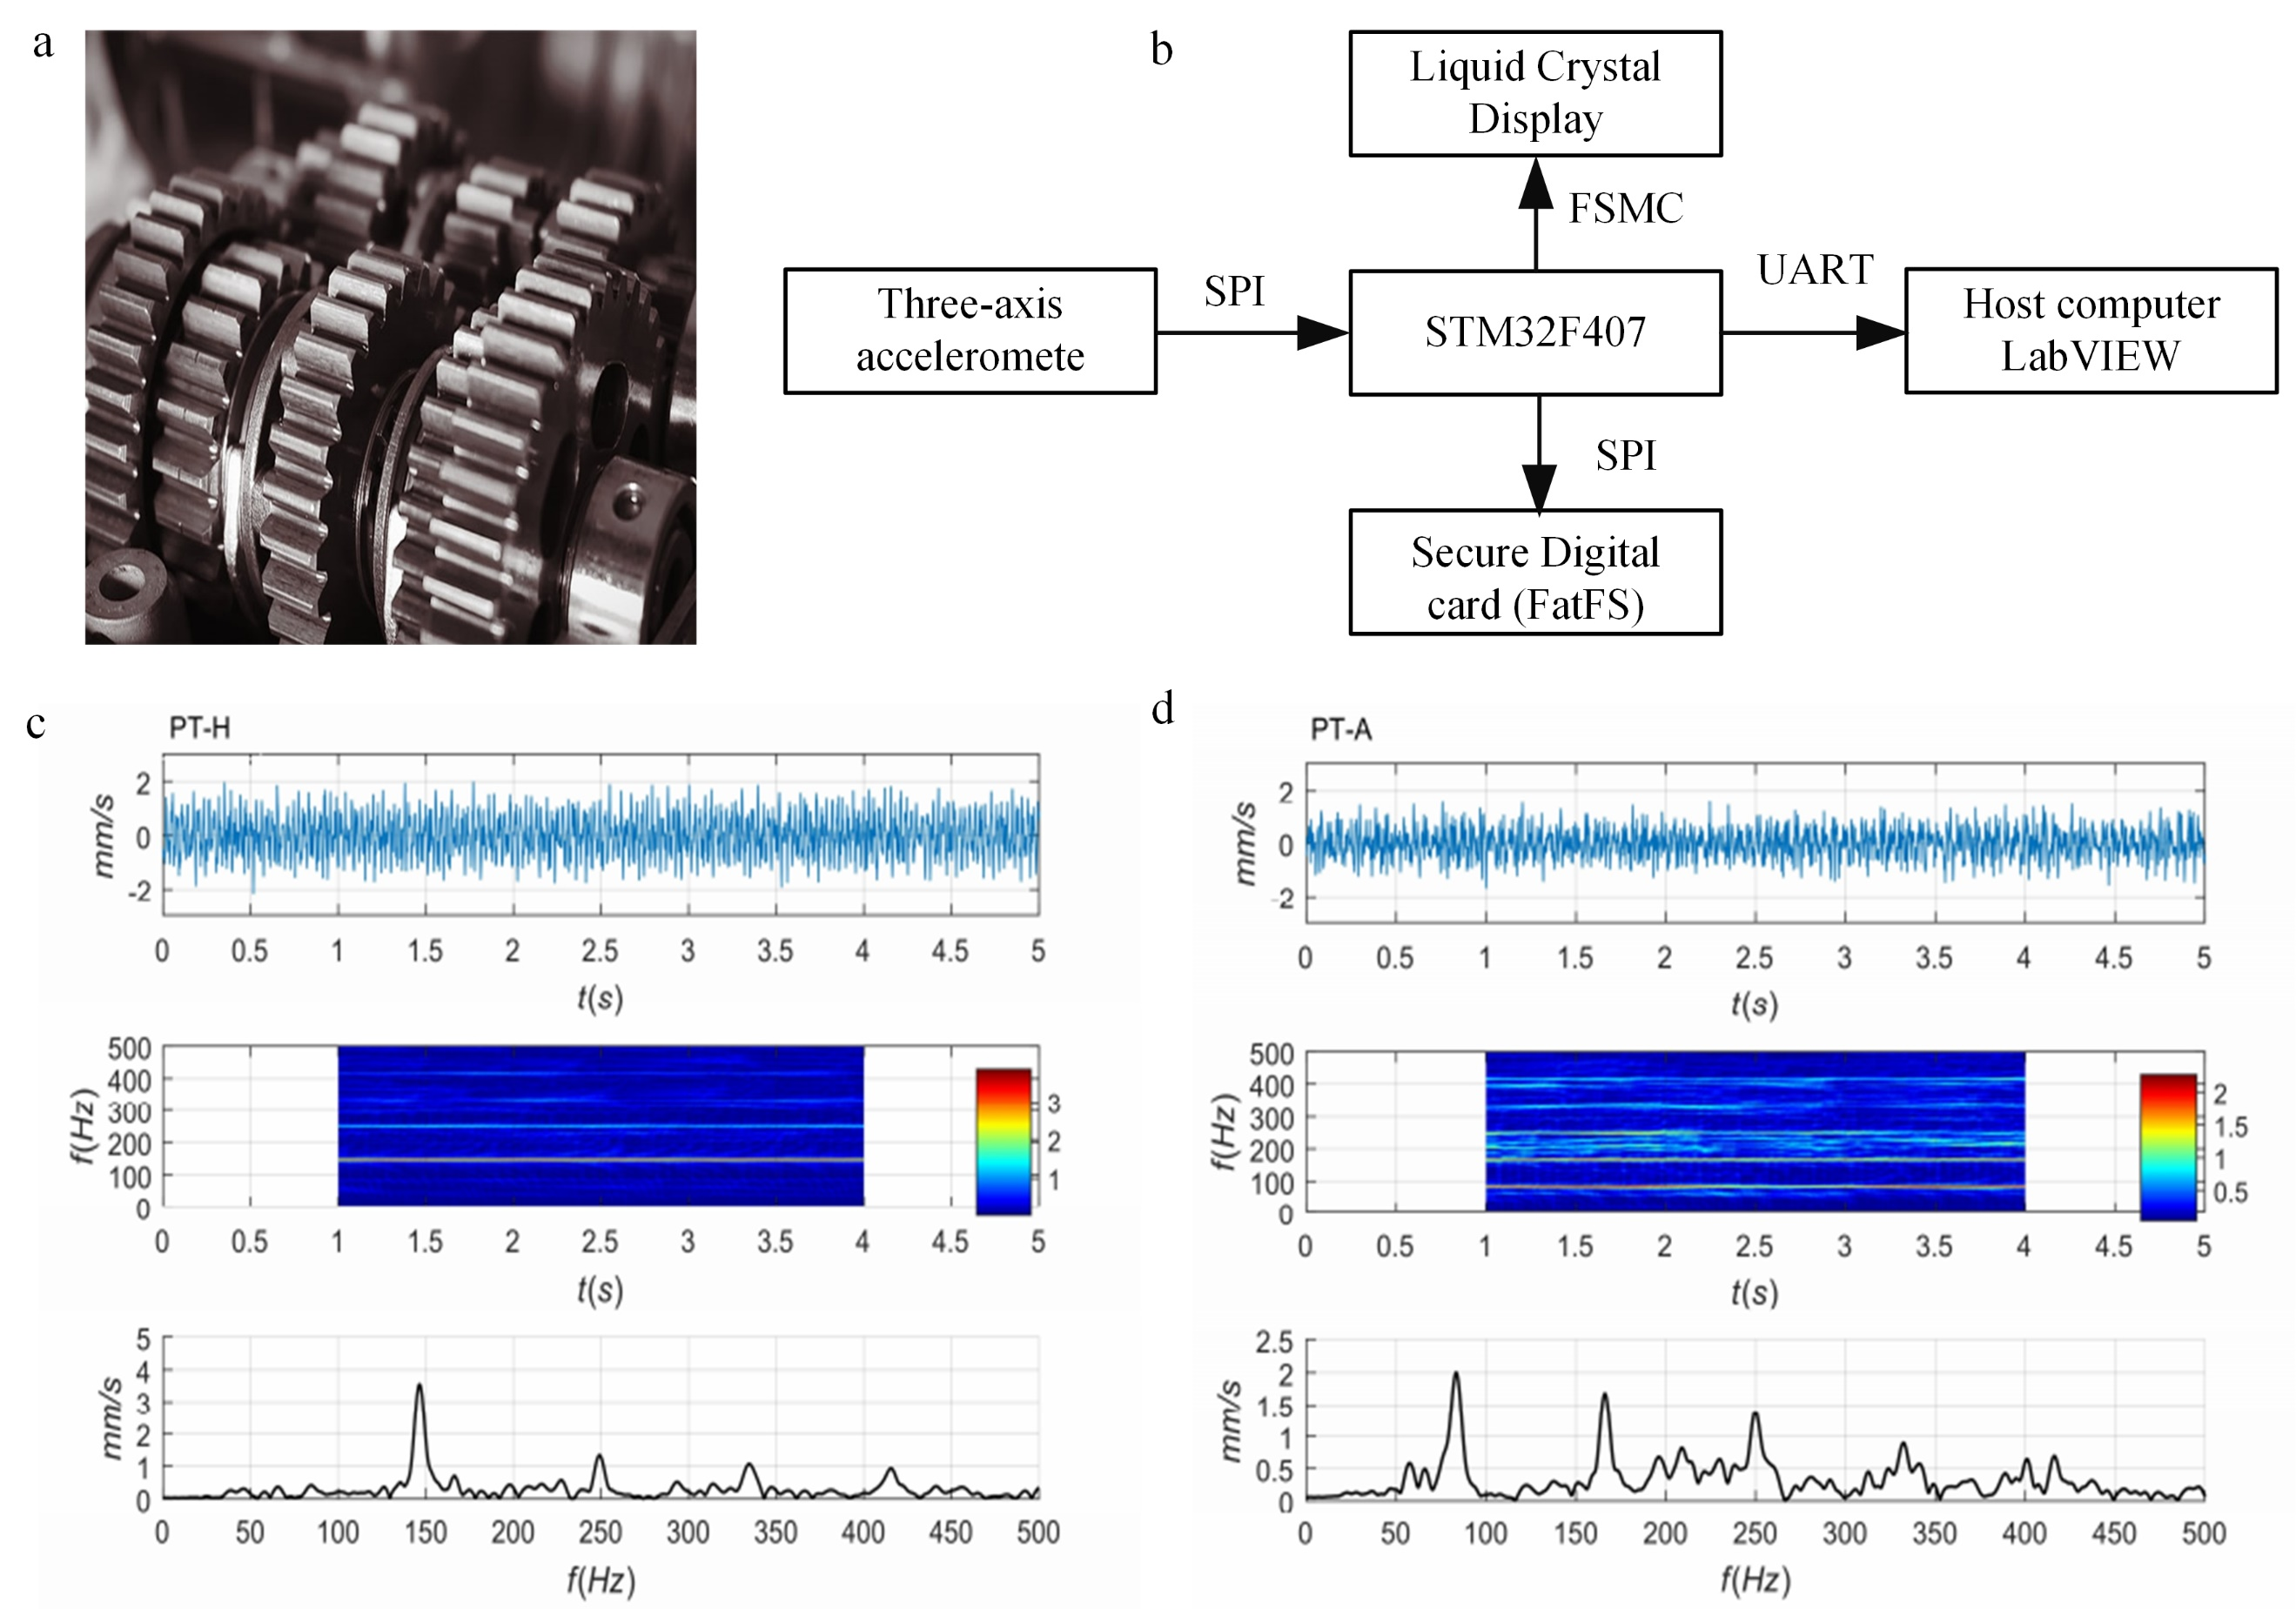 a
b
Liquid Crystal
Display
FSMC
UART
SPI
Three-axis
acceleromete
STM32F407
Host computer
LabVIEW
SPI
Secure Digital
card (FatFS)
c
PT-H
2
0
-2
mm/s
0 0.5 1 1.5 2 2.5 3 3.5 4 4.5 5
t(s)
500
400
300
200
100
0
f(Hz)
3
2
1
0 0.5 1 1.5 2 2.5 3 3.5 4 4.5 5
t(s)
5
4
3
2
1
0
mm/s
0 50 100 150 200 250 300 350 400 450 500
f(Hz)
d
PT-A
2
0
-2
mm/s
0 0.5 1 1.5 2 2.5 3 3.5 4 4.5 5
t(s)
500
400
300
200
100
0
f(Hz)
2
1.5
1
0.5
0 0.5 1 1.5 2 2.5 3 3.5 4 4.5 5
t(s)
2.5
2
1.5
1
0.5
0
mm/s
0 50 100 150 200 250 300 350 400 450 500
f(Hz)